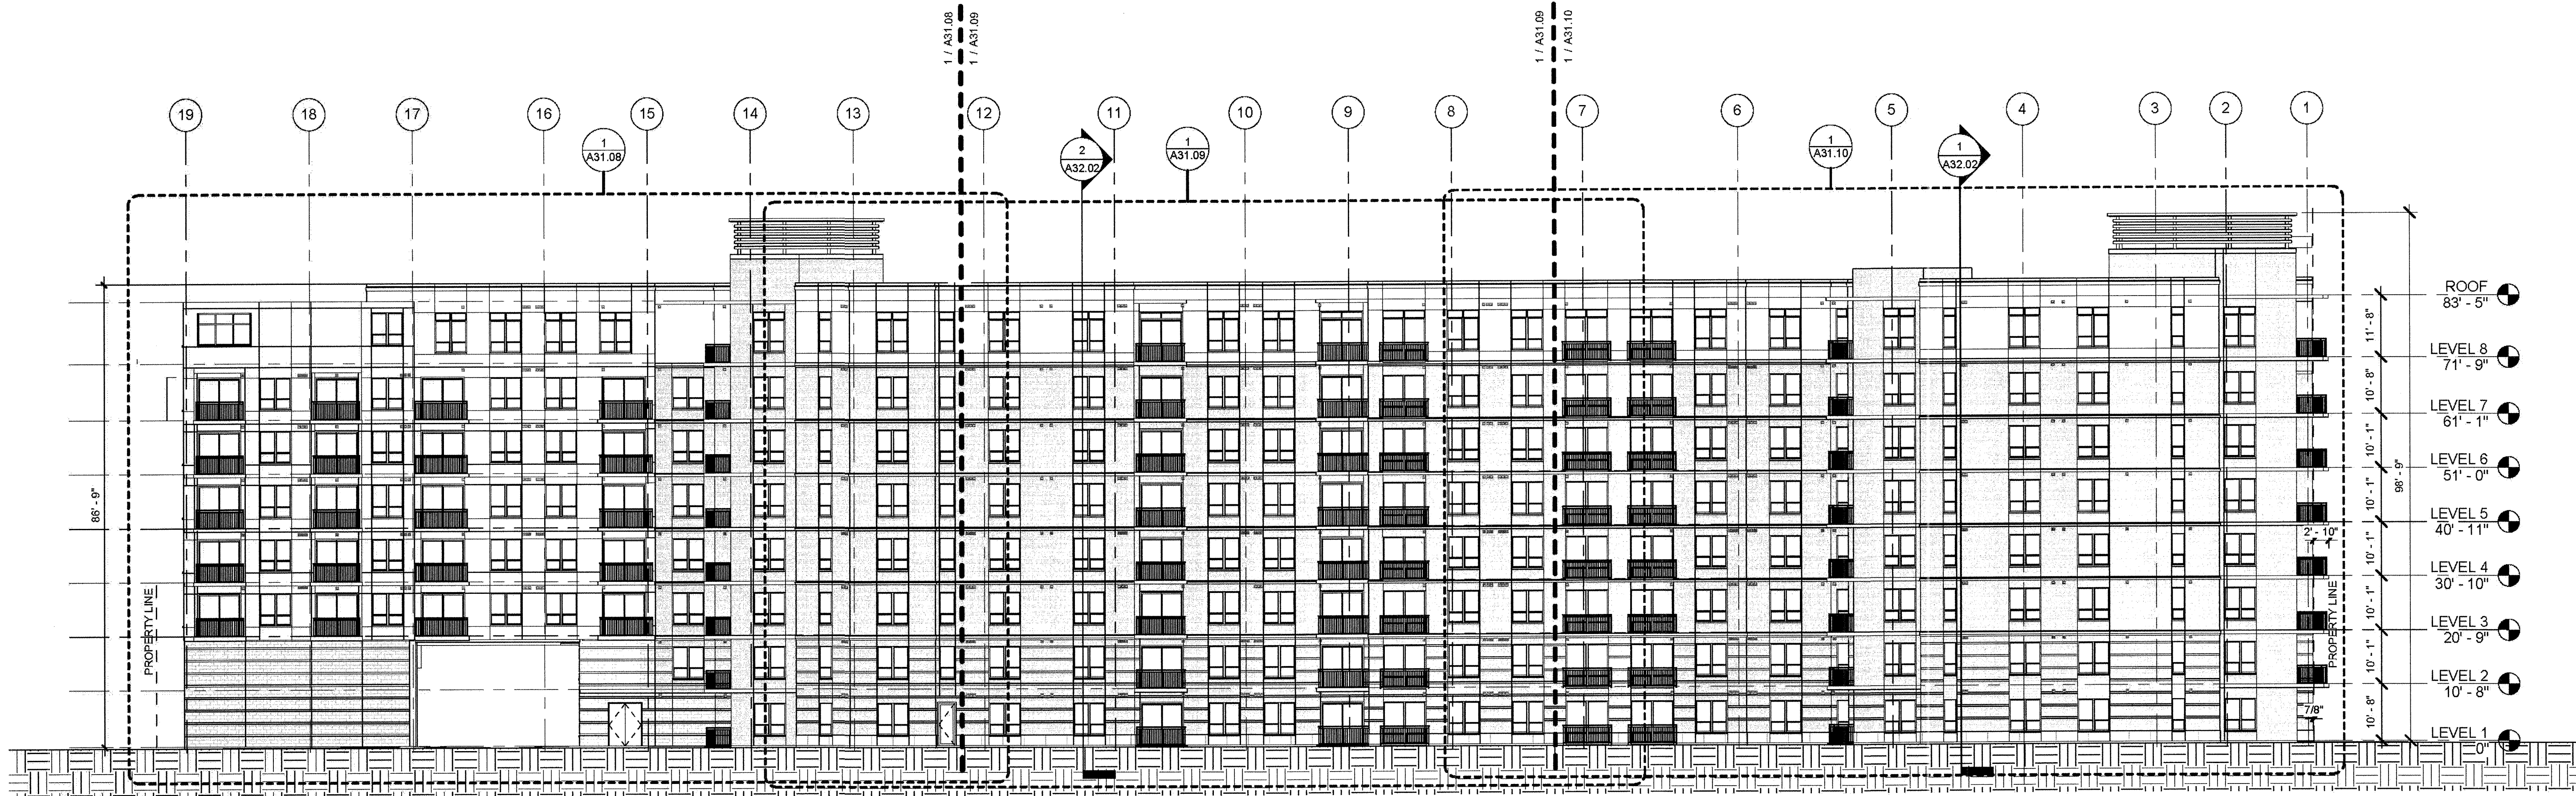 1 / A31.08
1 / A31.09
1 / A31.09
1 / A31.10
19
18
17
16
15
14
13
12
11
10
9
8
7
6
5
4
3
2
1
1
A31.08
2
A32.02
1
A31.09
1
A31.10
1
A32.02
ROOF
83' - 5"
11' - 8"
LEVEL 8
71' - 9"
10' - 8"
LEVEL 7
61' - 1"
10' - 1"
LEVEL 6
51' - 0"
10' - 1"
LEVEL 5
40' - 11"
10' - 1"
LEVEL 4
30' - 10"
10' - 1"
LEVEL 3
20' - 9"
10' - 1"
LEVEL 2
10' - 8"
10' - 8"
LEVEL 1
0"
86' - 9"
98' - 9"
2' - 10"
7/8"
PROPERTY LINE
PROPERTY LINE